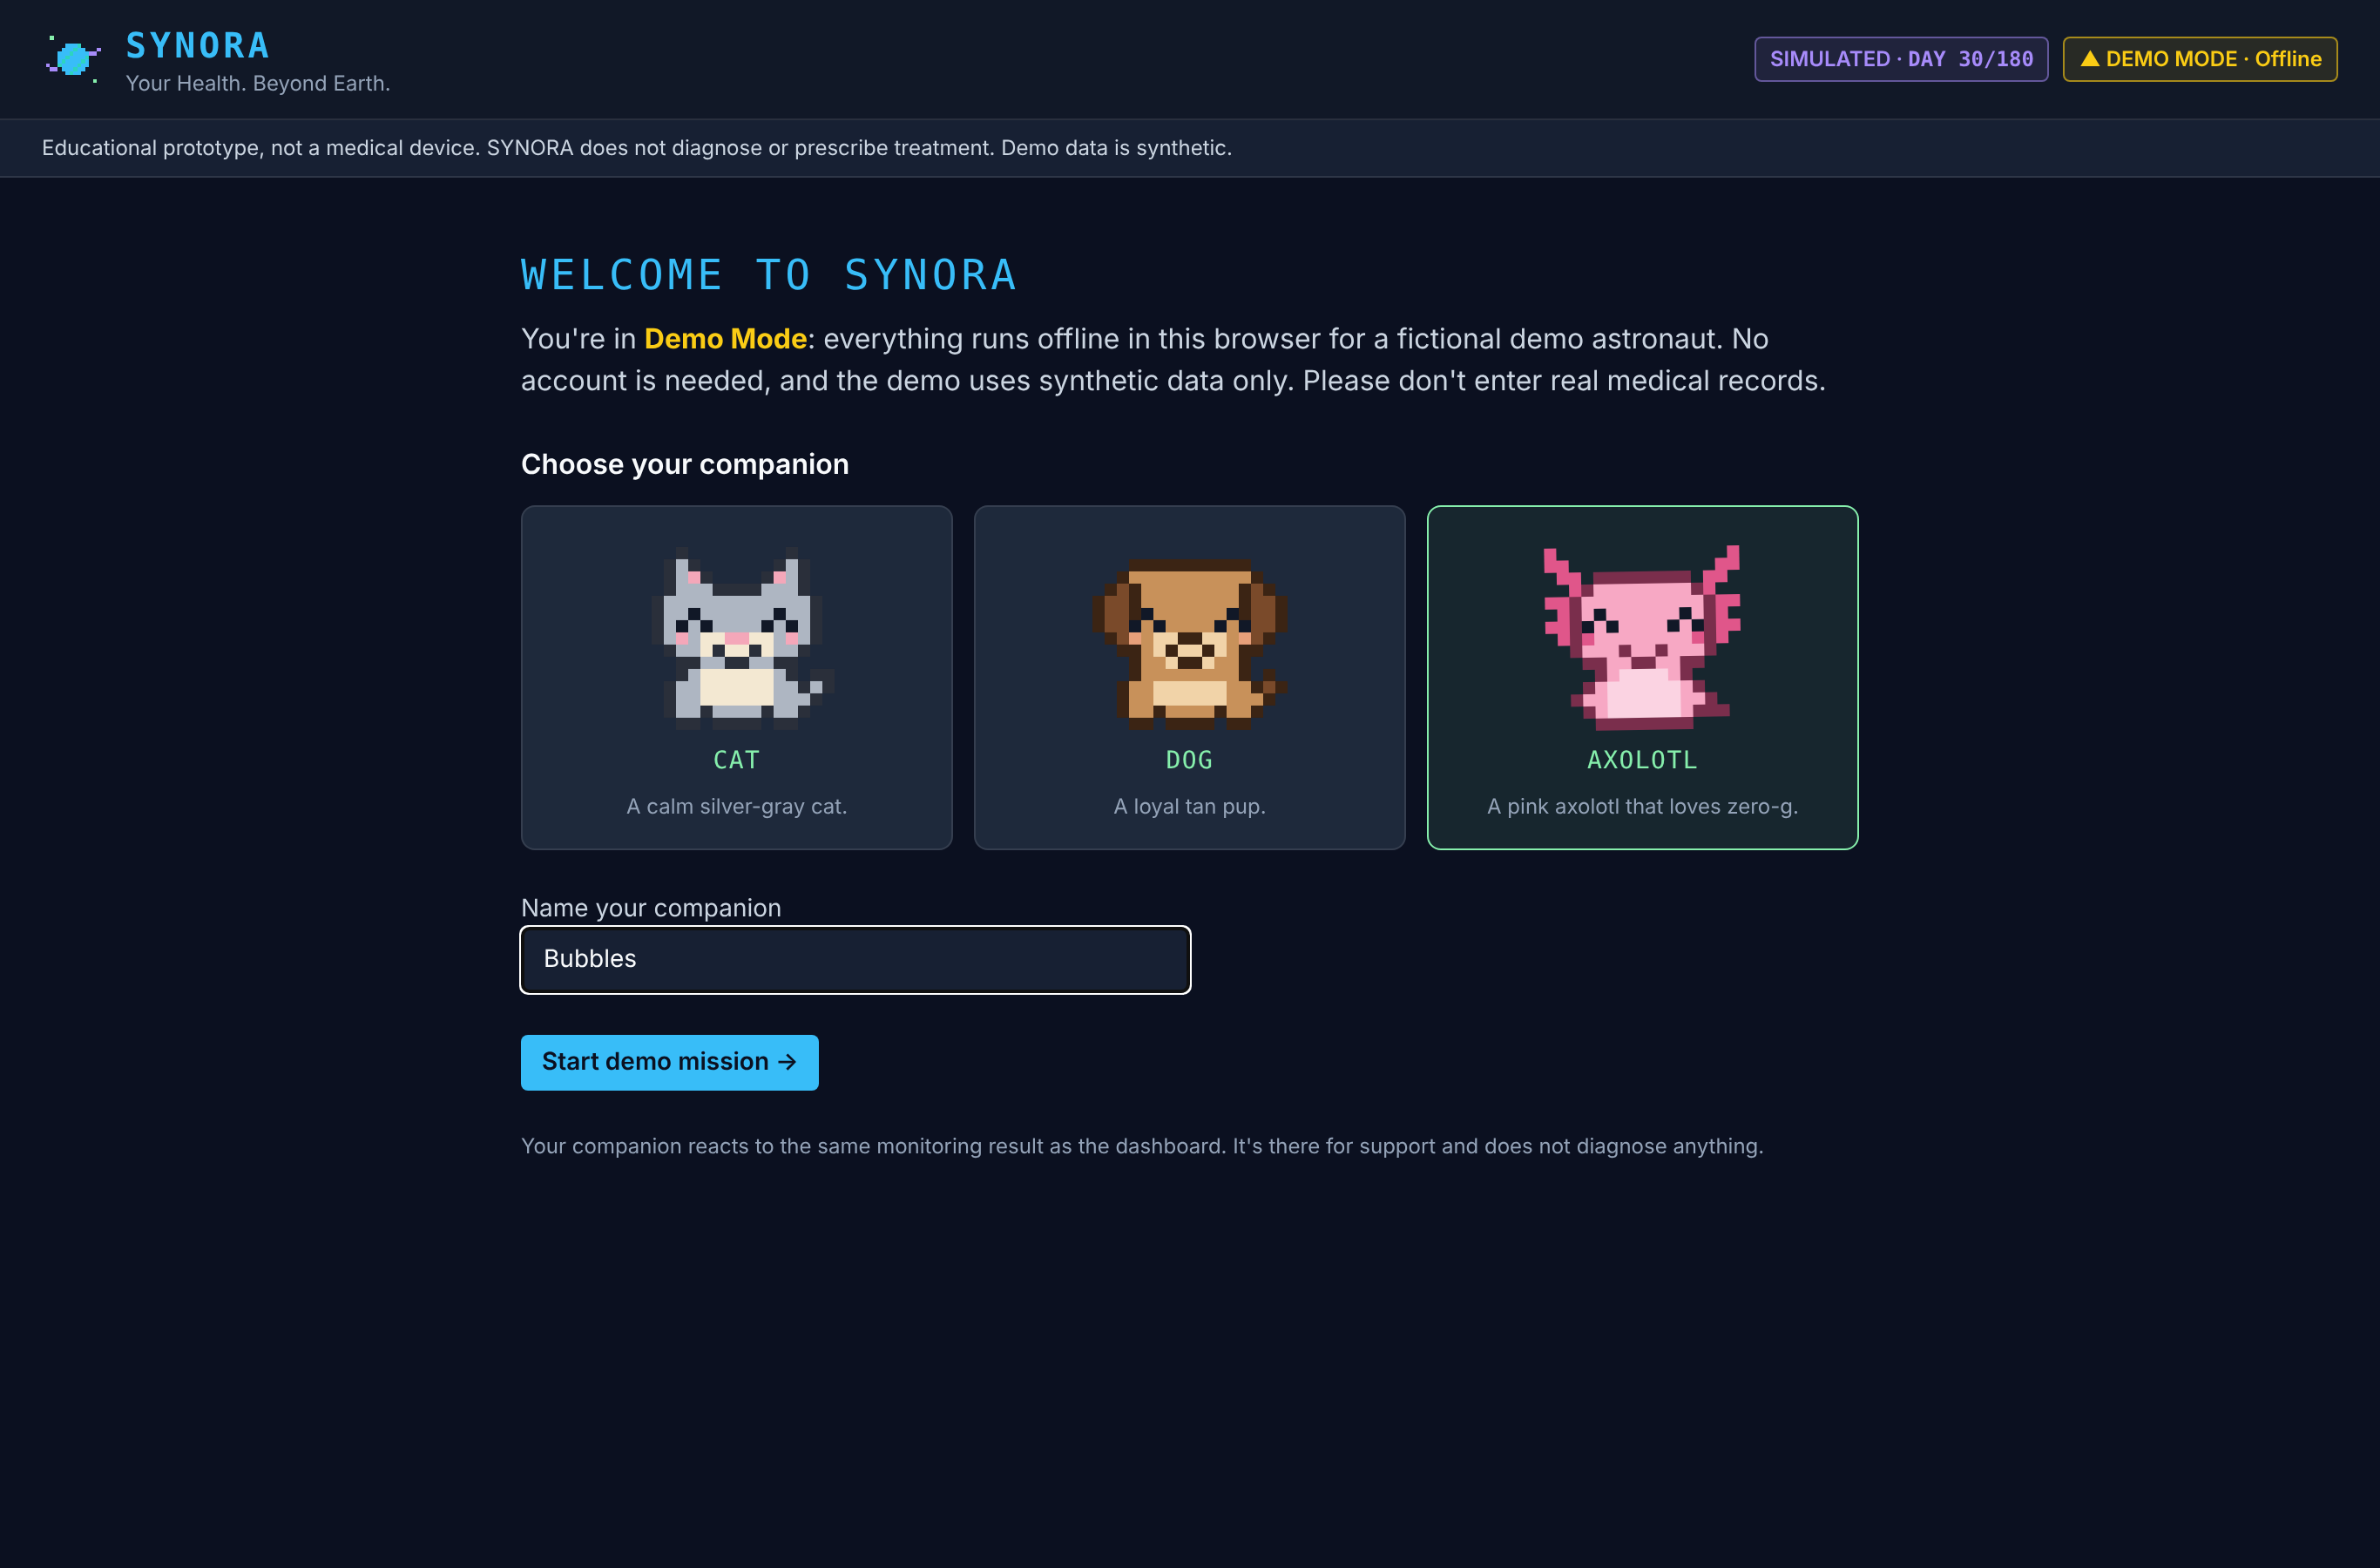 SYNORA
Your Health. Beyond Earth.
SIMULATED · DAY 30/180
▲ DEMO MODE · Offline
Educational prototype, not a medical device. SYNORA does not diagnose or prescribe treatment. Demo data is synthetic.
WELCOME TO SYNORA
You're in Demo Mode: everything runs offline in this browser for a fictional demo astronaut. No
account is needed, and the demo uses synthetic data only. Please don't enter real medical records.
Choose your companion
CAT
A calm silver-gray cat.
DOG
A loyal tan pup.
AXOLOTL
A pink axolotl that loves zero-g.
Name your companion
Bubbles
Start demo mission →
Your companion reacts to the same monitoring result as the dashboard. It's there for support and does not diagnose anything.